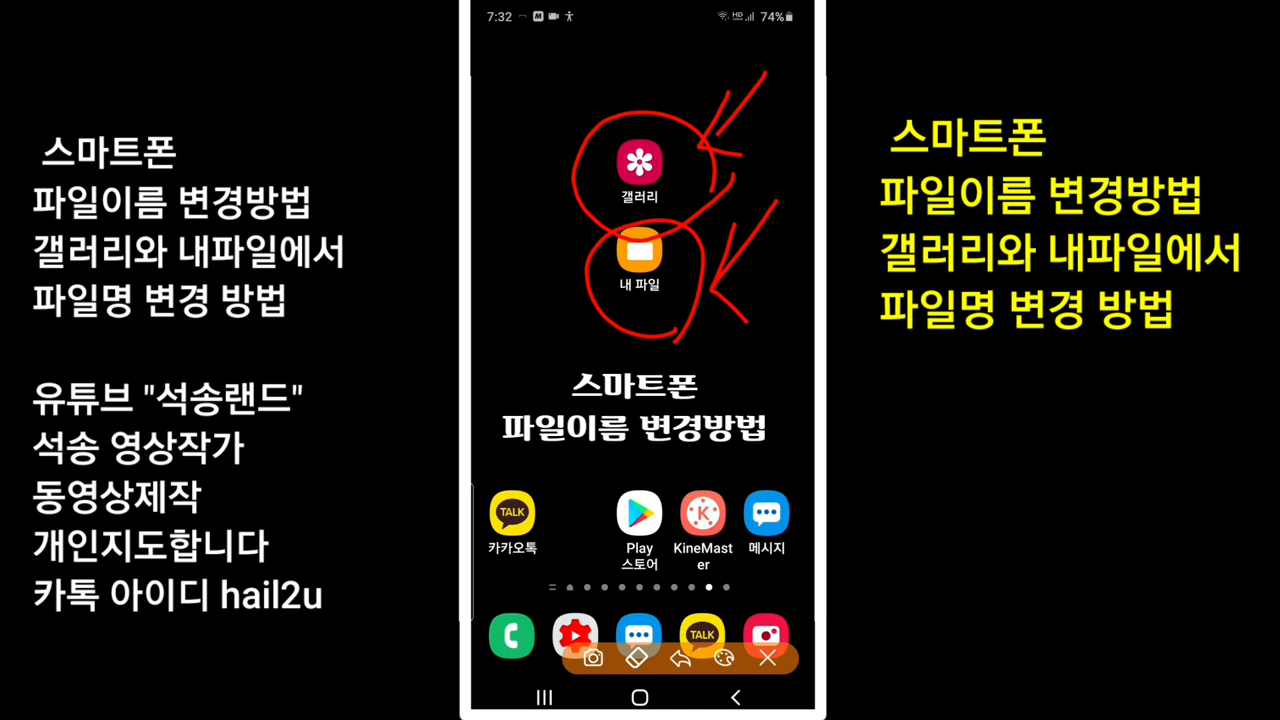 스마트폰
파일이름 변경방법
갤러리와 내파일에서
파일명 변경 방법
유튜브 "석송랜드"
석송 영상작가
동영상제작
개인지도합니다
카톡 아이디 hail2u
7:32 M HD 74%
갤러리
내 파일
스마트폰
파일이름 변경방법
TALK K
카카오톡 Play 스토어 KineMaster 메시지
TALK
스마트폰
파일이름 변경방법
갤러리와 내파일에서
파일명 변경 방법